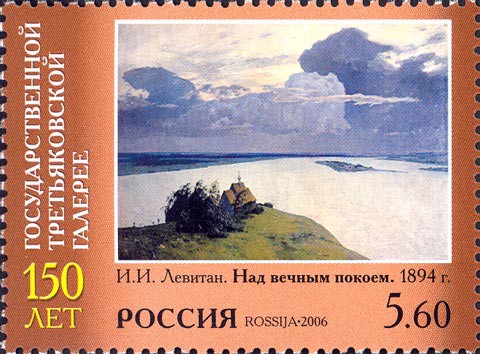 ГОСУДАРСТВЕННОЙ
ТРЕТЬЯКОВСКОЙ
ГАЛЕРЕЕ
150
ЛЕТ
И.И. Левитан. Над вечным покоем. 1894 г.
РОССИЯ ROSSIJA·2006 5.60